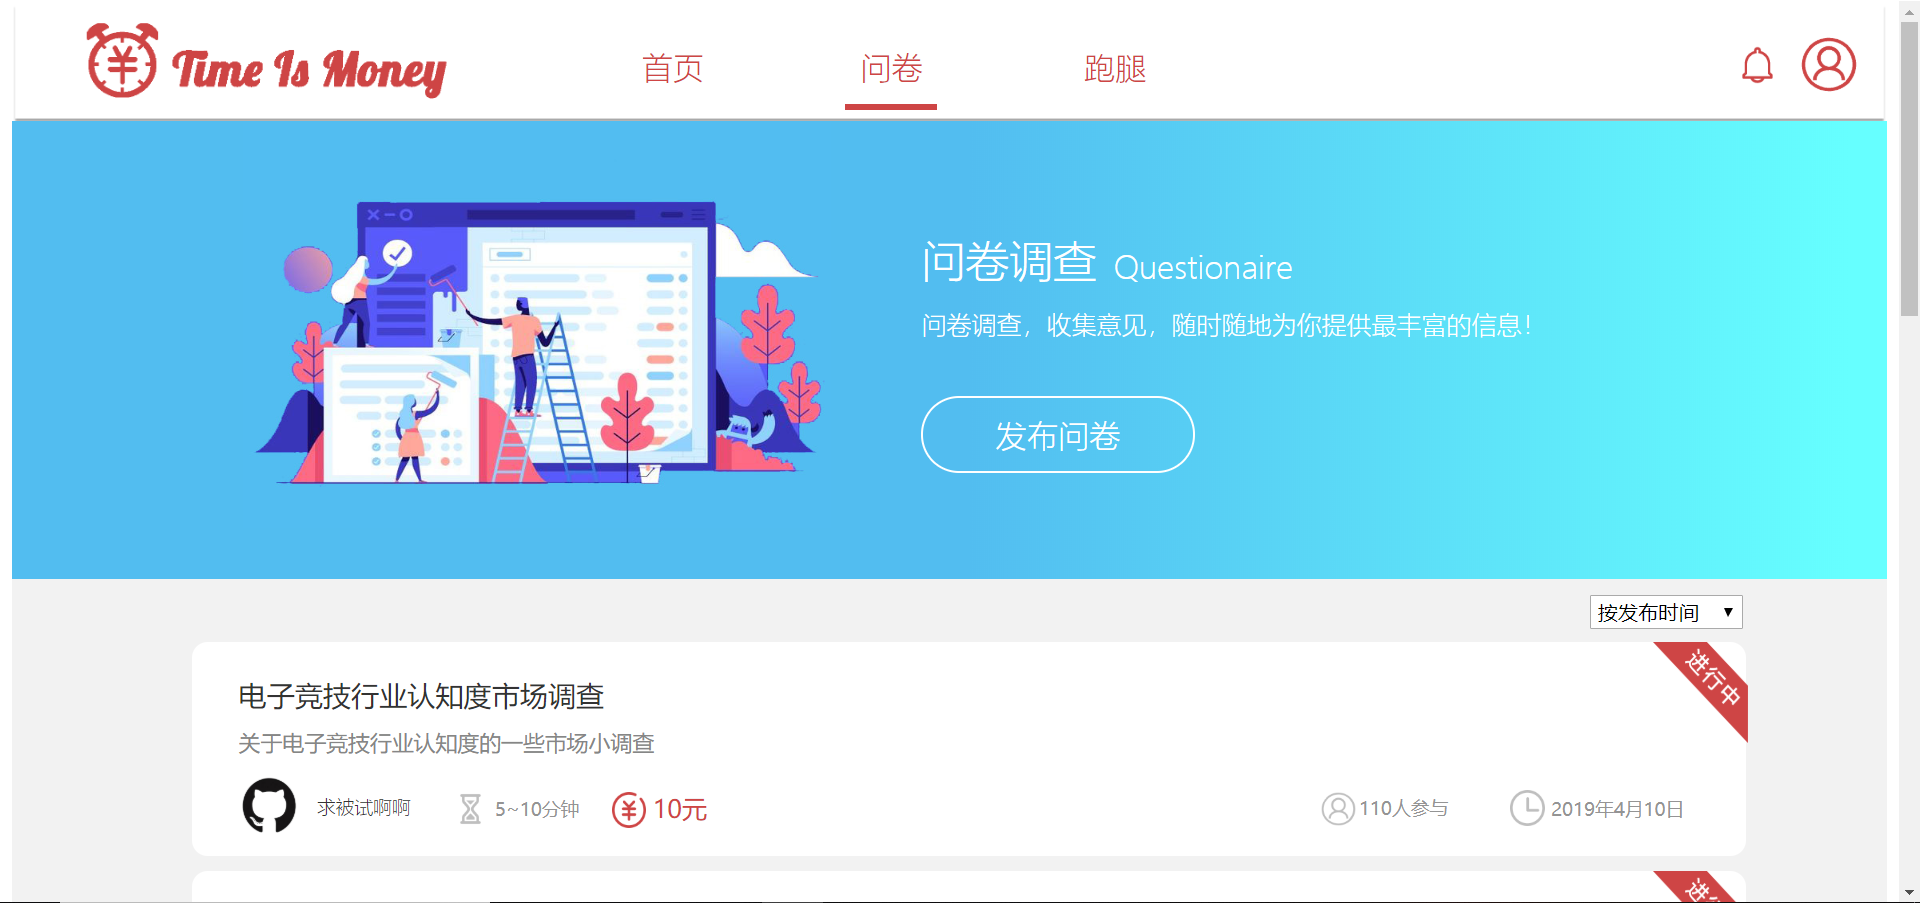 Time Is Money
首页
问卷
跑腿
问卷调查 Questionaire
问卷调查，收集意见，随时随地为你提供最丰富的信息！
发布问卷
按发布时间
进行中
电子竞技行业认知度市场调查
关于电子竞技行业认知度的一些市场小调查
求被试啊啊
5~10分钟
10元
110人参与
2019年4月10日
进